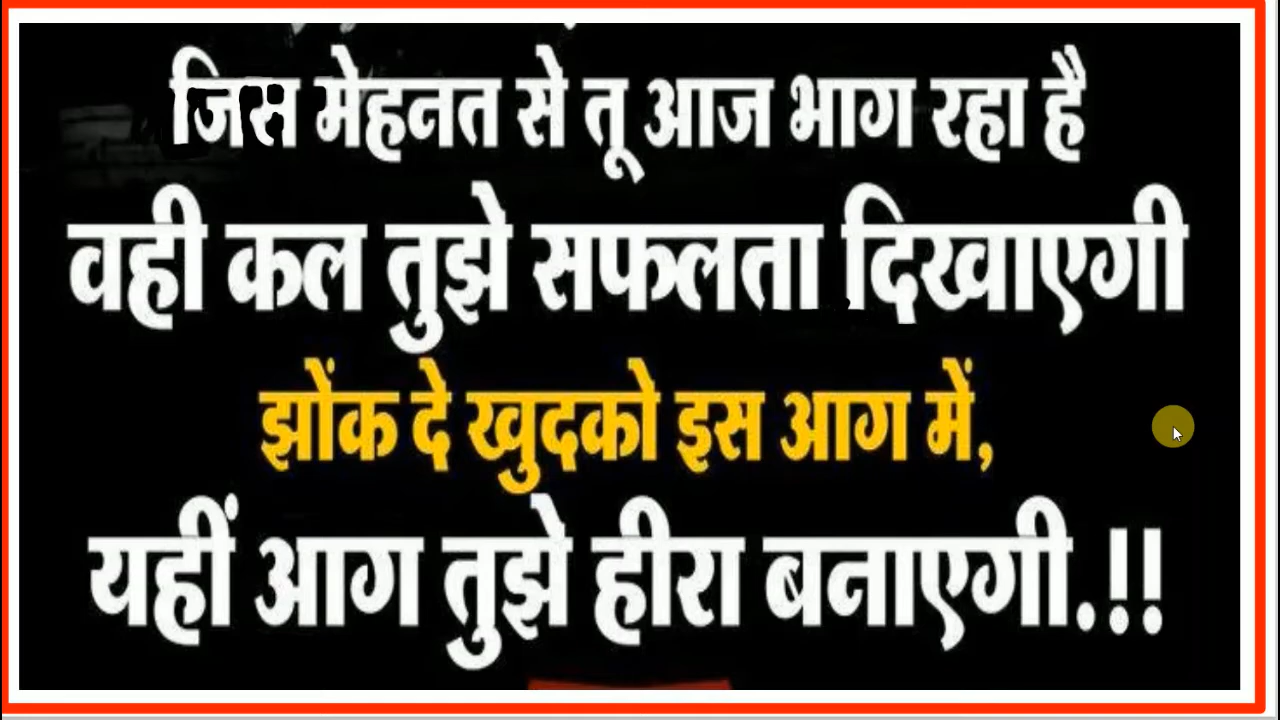 जिस मेहनत से तू आज भाग रहा है
वही कल तुझे सफलता दिखाएगी
झोंक दे खुदको इस आग में,
यहीं आग तुझे हीरा बनाएगी.!!